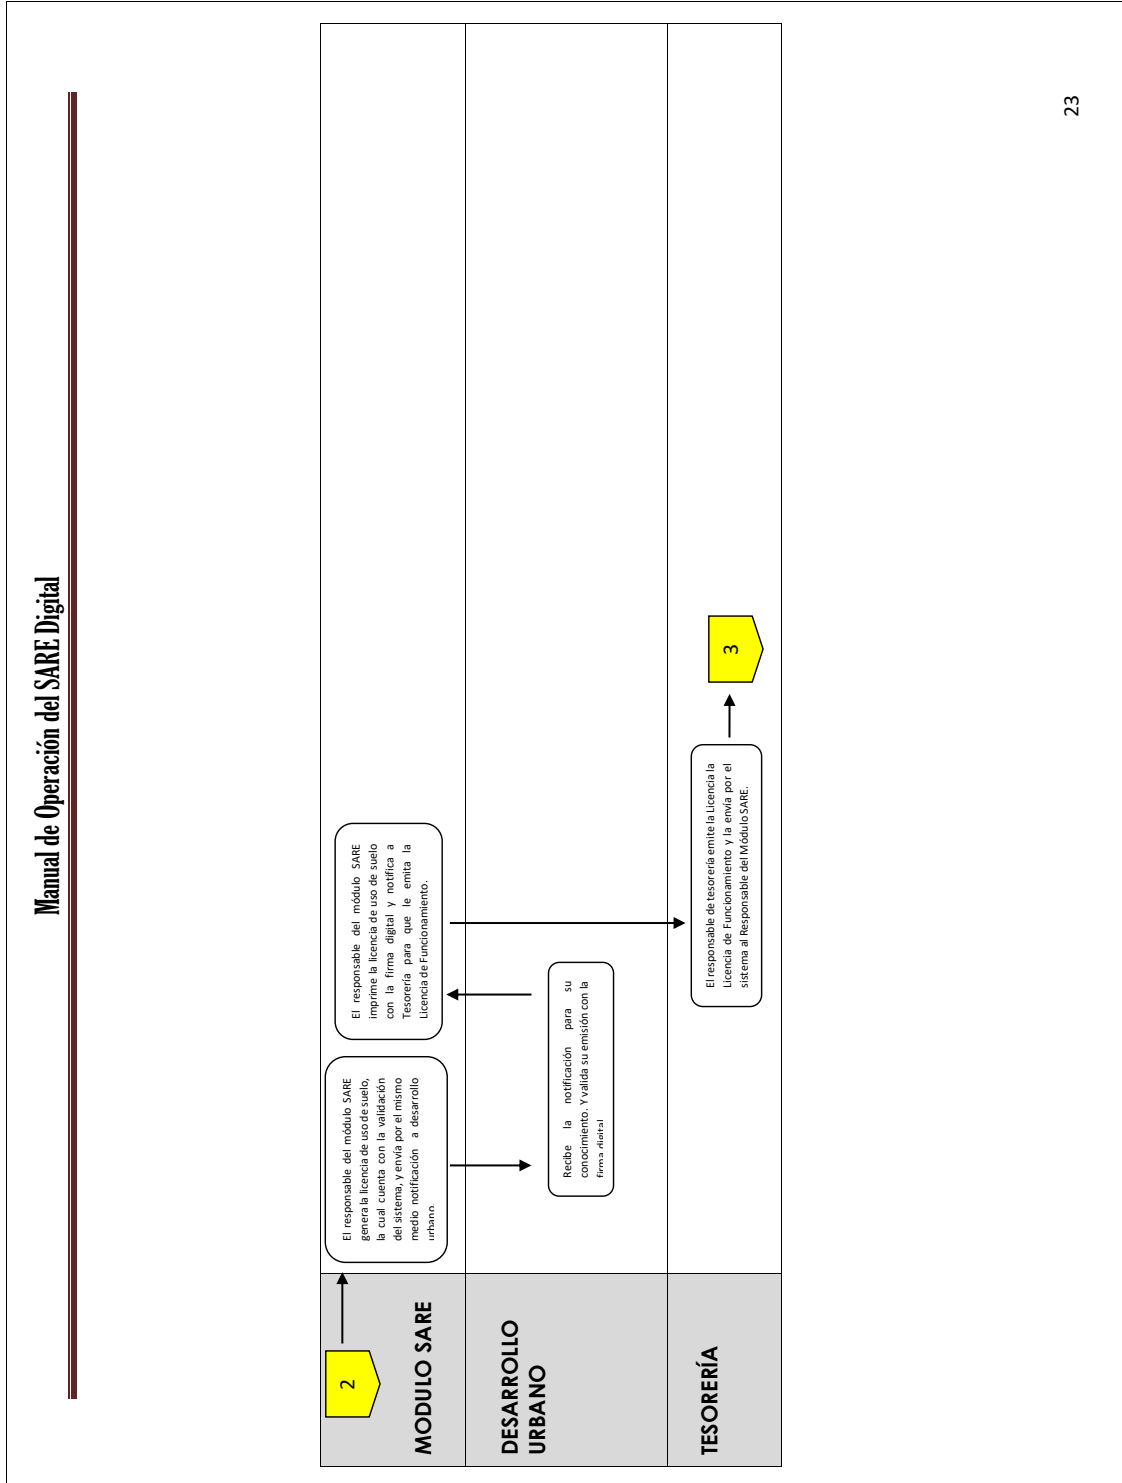 Manual de Operación del SARE Digital
2
MODULO SARE
El responsable del módulo SARE
genera la licencia de uso de suelo,
la cual cuenta con la validación
del sistema, y envía por el mismo
medio notificación a desarrollo
urbano.
El responsable del módulo SARE
imprime la licencia de uso de suelo
con la firma digital y notifica a
Tesorería para que le emita la
Licencia de Funcionamiento.
DESARROLLO
URBANO
Recibe la notificación para su
conocimiento. Y valida su emisión con la
firma digital
TESORERÍA
El responsable de tesorería emite la Licencia la
Licencia de Funcionamiento y la envía por el
sistema al Responsable del Módulo SARE.
3
23